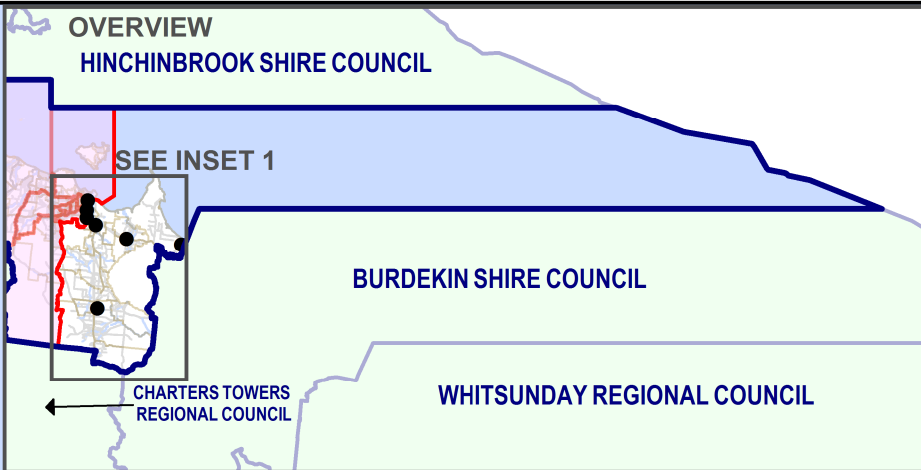 OVERVIEW
HINCHINBROOK SHIRE COUNCIL
SEE INSET 1
BURDEKIN SHIRE COUNCIL
CHARTERS TOWERS
REGIONAL COUNCIL
WHITSUNDAY REGIONAL COUNCIL